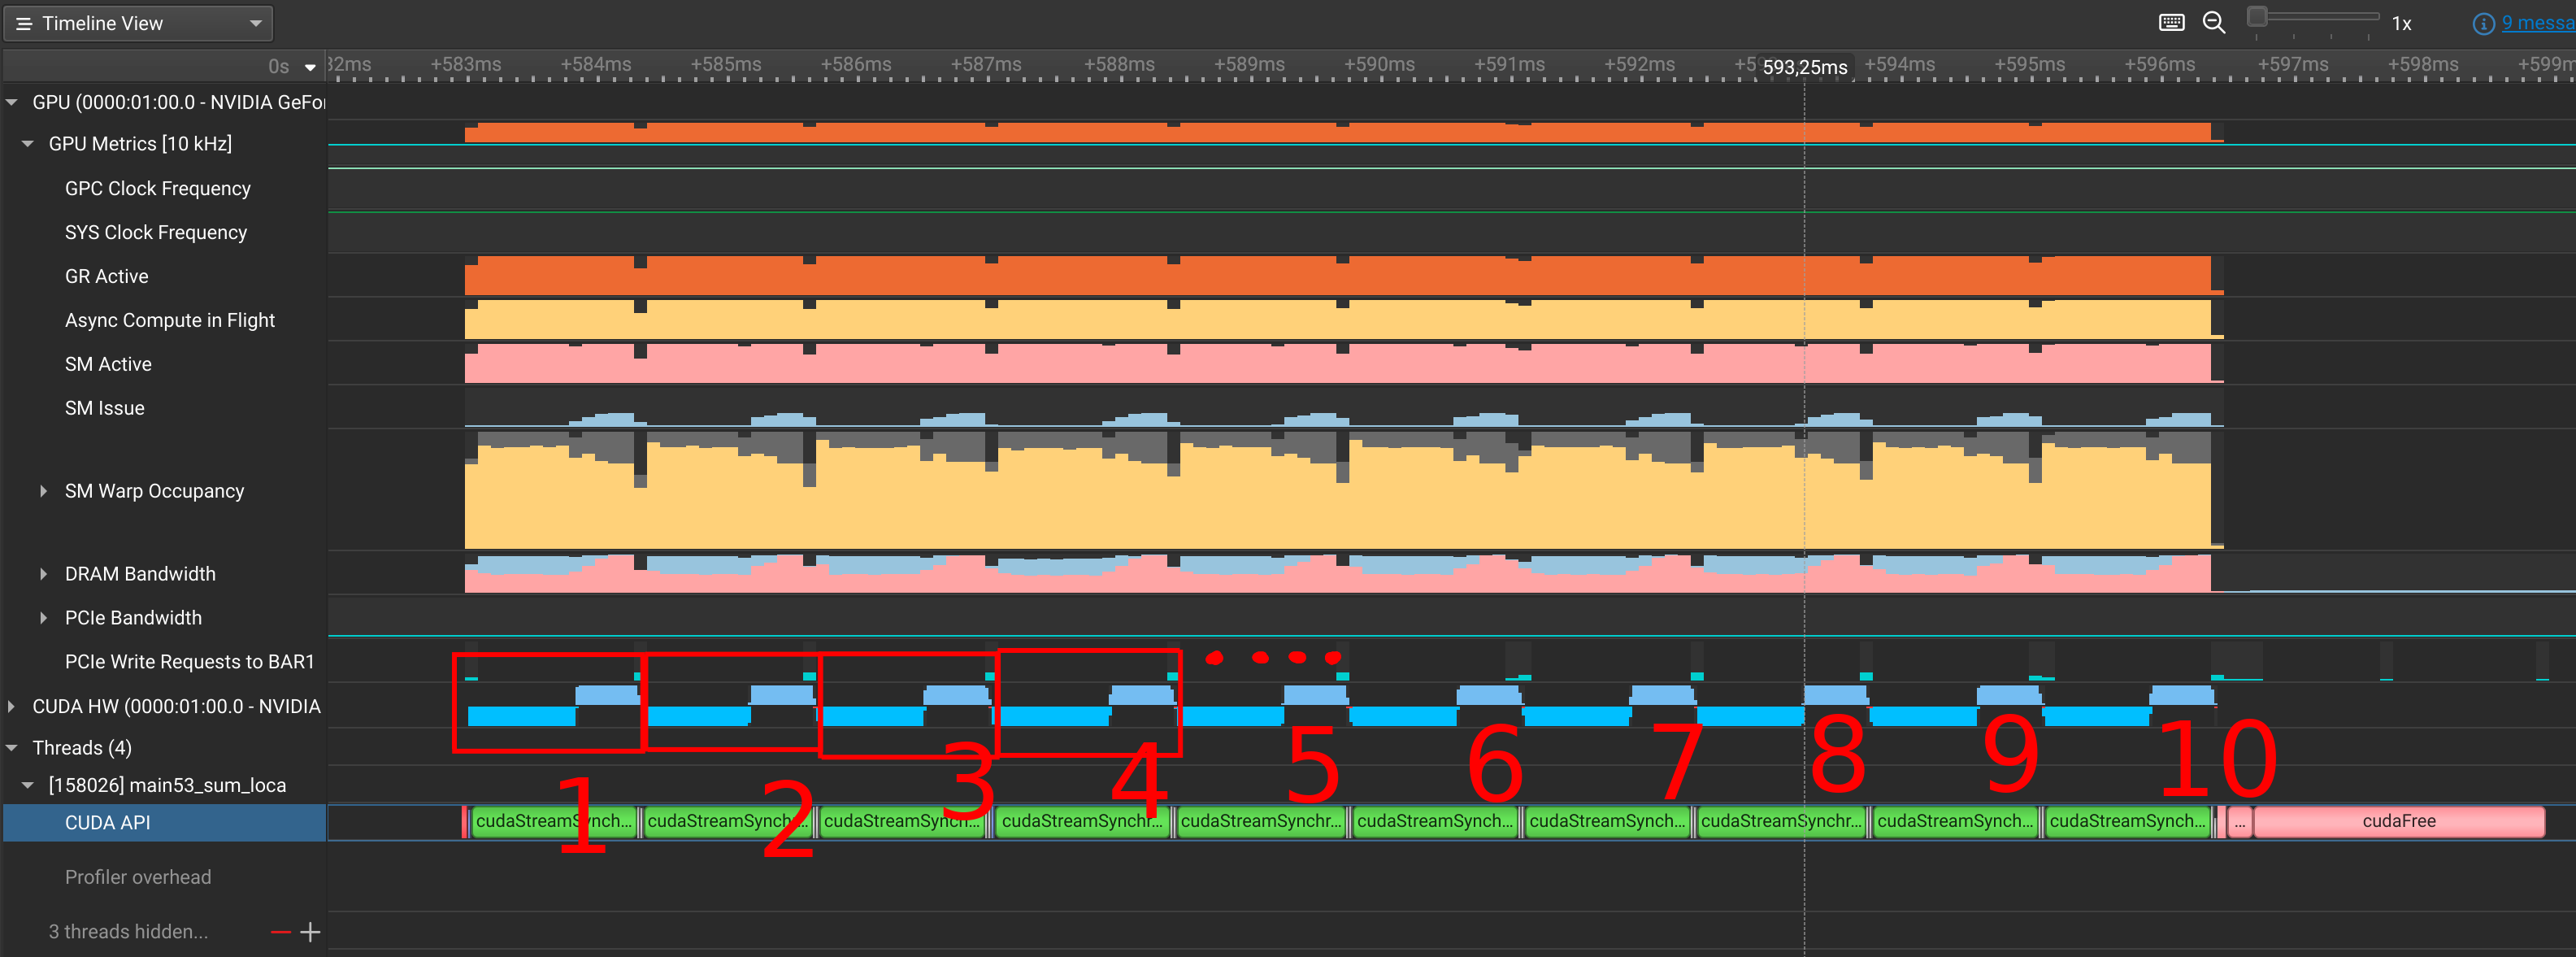 Timeline View
1x
9 messa
0s
32ms +583ms +584ms +585ms +586ms +587ms +588ms +589ms +590ms +591ms +592ms +5 593,25ms +594ms +595ms +596ms +597ms +598ms +599m
GPU (0000:01:00.0 - NVIDIA GeFor
GPU Metrics [10 kHz]
GPC Clock Frequency
SYS Clock Frequency
GR Active
Async Compute in Flight
SM Active
SM Issue
SM Warp Occupancy
DRAM Bandwidth
PCIe Bandwidth
PCIe Write Requests to BAR1
CUDA HW (0000:01:00.0 - NVIDIA
Threads (4)
[158026] main53_sum_loca
1 2 3 4 5 6 7 8 9 10
CUDA API
cudaStreamSynch... cudaStreamSynch... cudaStreamSynch... cudaStreamSynchr... cudaStreamSynchr... cudaStreamSynch... cudaStreamSynch... cudaStreamSynchr... cudaStreamSynch... cudaStreamSynch... ... cudaFree
Profiler overhead
3 threads hidden...